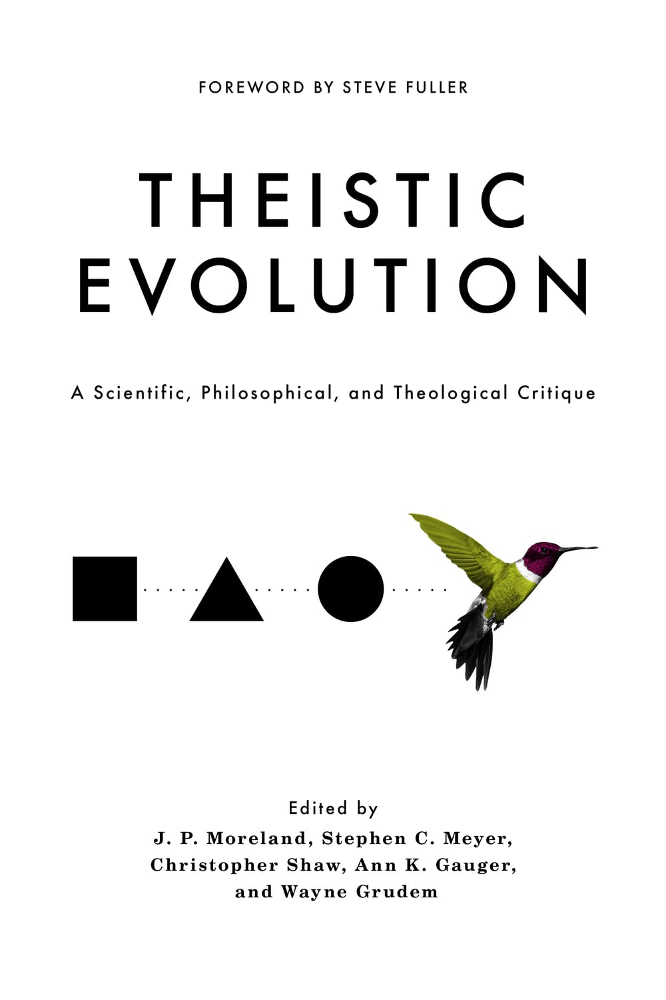 FOREWORD BY STEVE FULLER
THEISTIC
EVOLUTION
A Scientific, Philosophical, and Theological Critique
Edited by
J. P. Moreland, Stephen C. Meyer,
Christopher Shaw, Ann K. Gauger,
and Wayne Grudem